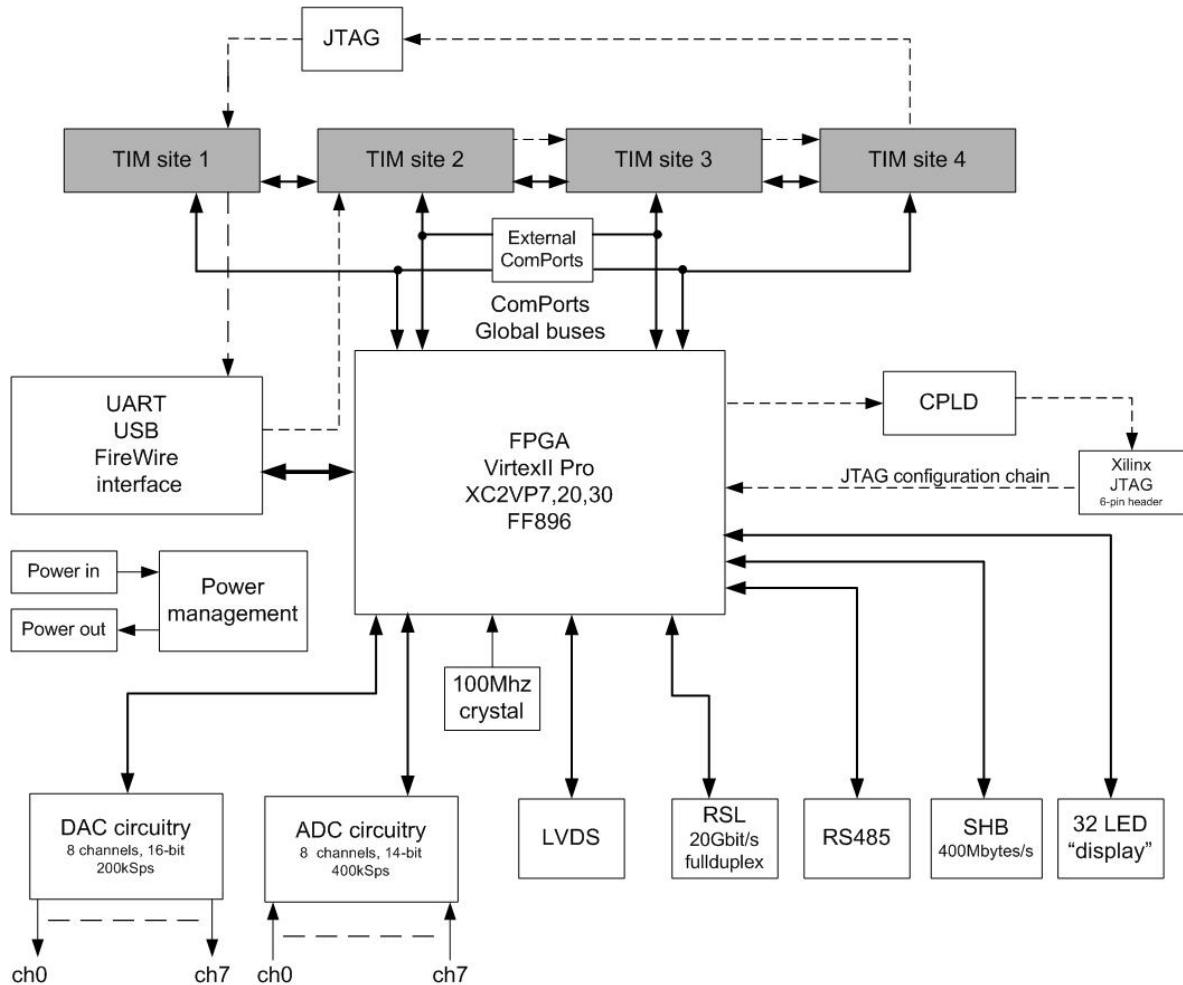 JTAG
TIM site 1
TIM site 2
TIM site 3
TIM site 4
External
ComPorts
ComPorts
Global buses
UART
USB
FireWire
interface
FPGA
VirtexII Pro
XC2VP7,20,30
FF896
CPLD
JTAG configuration chain
Xilinx
JTAG
6-pin header
Power in
Power out
Power
management
100Mhz
crystal
DAC circuitry
8 channels, 16-bit
200kSps
ADC circuitry
8 channels, 14-bit
400kSps
LVDS
RSL
20Gbit/s
fullduplex
RS485
SHB
400Mbytes/s
32 LED
“display”
ch0
ch7
ch0
ch7